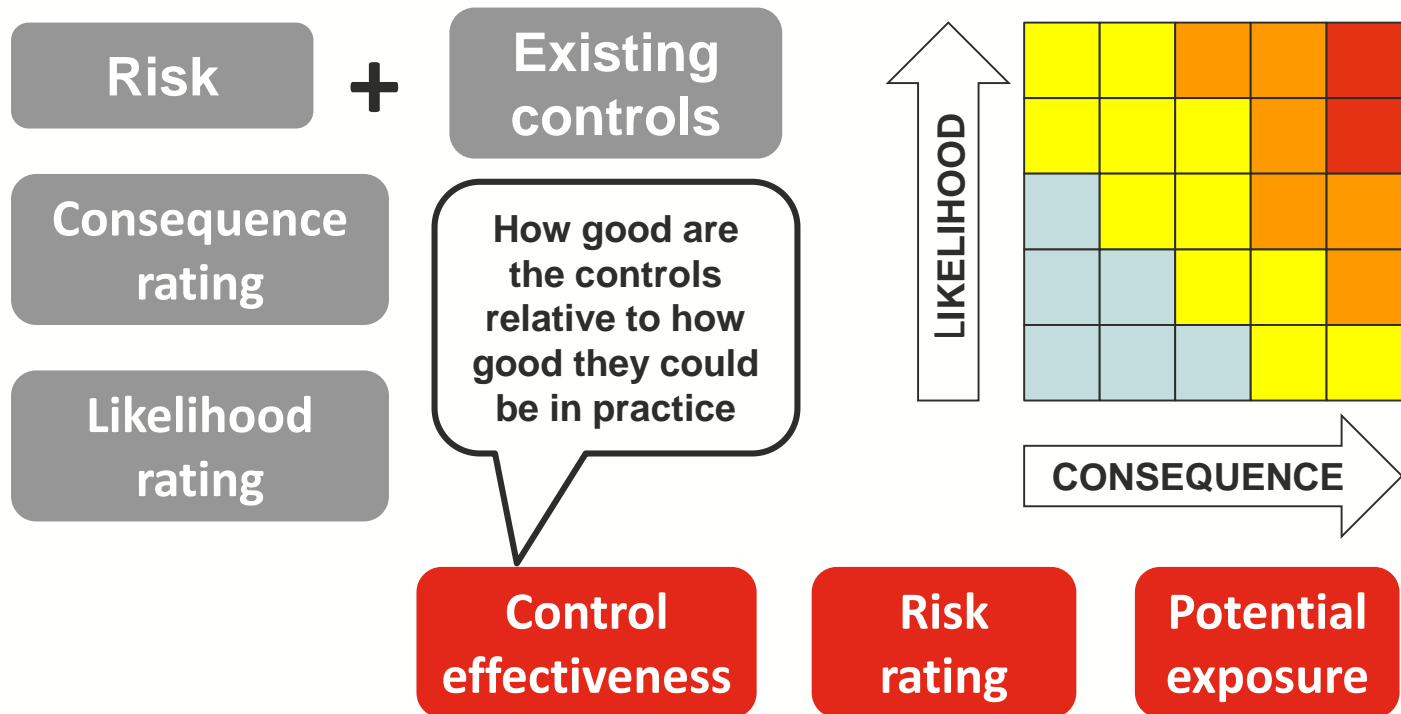 Risk
+
Existing
controls
Consequence
rating
Likelihood
rating
How good are
the controls
relative to how
good they could
be in practice
LIKELIHOOD
CONSEQUENCE
Control
effectiveness
Risk
rating
Potential
exposure